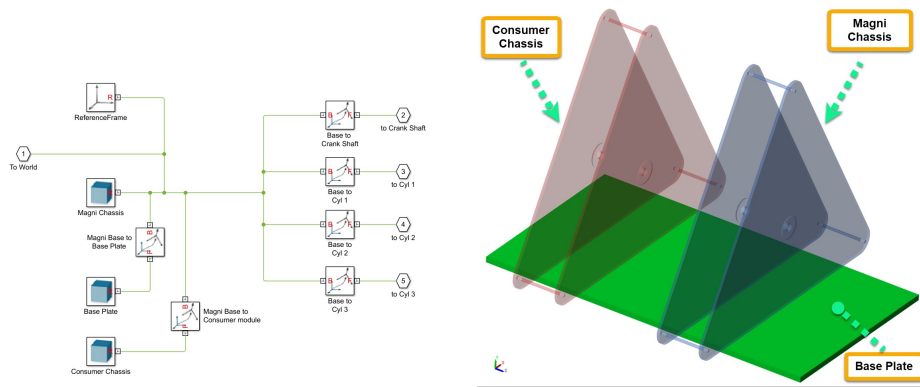 R
ReferenceFrame
1
To World
Magni Chassis
B
F
Magni Base to
Base Plate
Base Plate
B
F
Magni Base to
Consumer module
Consumer Chassis
B
F
Base to
Crank Shaft
2
to Crank Shaft
B
F
Base to
Cyl 1
3
to Cyl 1
B
F
Base to
Cyl 2
4
to Cyl 2
B
F
Base to
Cyl 3
5
to Cyl 3
Consumer
Chassis
Magni
Chassis
Base Plate